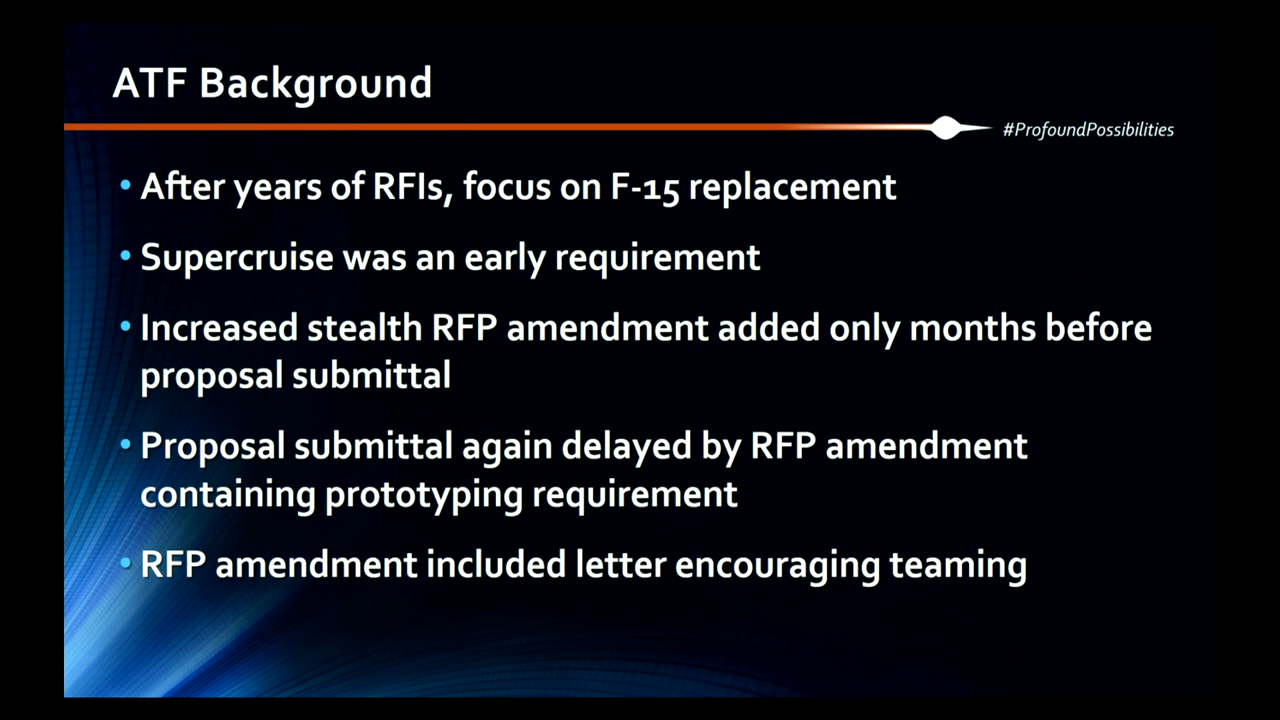 ATF Background
#ProfoundPossibilities
• After years of RFIs, focus on F-15 replacement
• Supercruise was an early requirement
• Increased stealth RFP amendment added only months before
proposal submittal
• Proposal submittal again delayed by RFP amendment
containing prototyping requirement
• RFP amendment included letter encouraging teaming